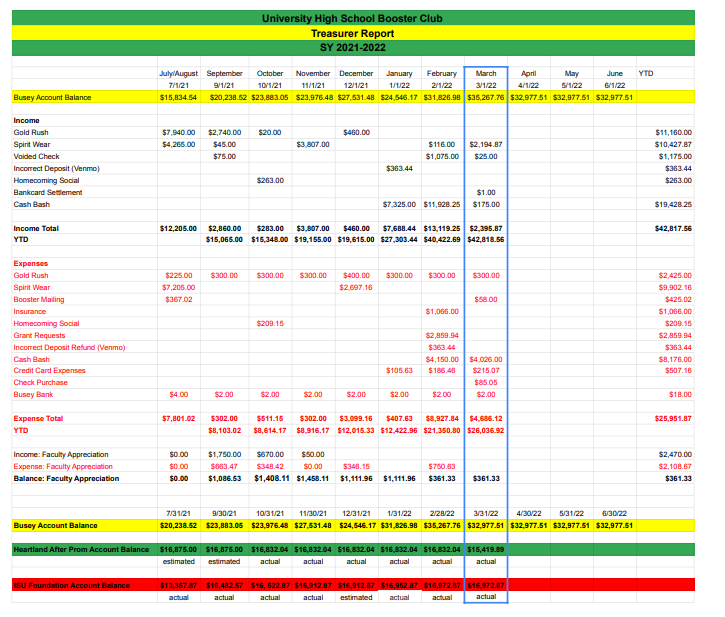 University High School Booster Club
Treasurer Report
SY 2021-2022
July/August September October November December January February March April May June YTD
7/1/21 9/1/21 10/1/21 11/1/21 12/1/21 1/1/22 2/1/22 3/1/22 4/1/22 5/1/22 6/1/22
Busey Account Balance $15,834.54 $20,238.52 $23,883.05 $23,976.48 $27,531.48 $24,546.17 $31,826.98 $35,267.76 $32,977.51 $32,977.51 $32,977.51
Income
Gold Rush $7,940.00 $2,740.00 $20.00 $460.00 $11,160.00
Spirit Wear $4,265.00 $45.00 $3,807.00 $116.00 $2,194.87 $10,427.87
Voided Check $75.00 $1,075.00 $25.00 $1,175.00
Incorrect Deposit (Venmo) $363.44 $363.44
Homecoming Social $263.00 $263.00
Bankcard Settlement $1.00
Cash Bash $7,325.00 $11,928.25 $175.00 $19,428.25
Income Total $12,205.00 $2,860.00 $283.00 $3,807.00 $460.00 $7,688.44 $13,119.25 $2,395.87 $42,817.56
YTD $15,065.00 $15,348.00 $19,155.00 $19,615.00 $27,303.44 $40,422.69 $42,818.56
Expenses
Gold Rush $225.00 $300.00 $300.00 $300.00 $400.00 $300.00 $300.00 $300.00 $2,425.00
Spirit Wear $7,205.00 $2,697.16 $9,902.16
Booster Mailing $367.02 $58.00 $425.02
Insurance $1,066.00 $1,066.00
Homecoming Social $209.15 $209.15
Grant Requests $2,859.94 $2,859.94
Incorrect Deposit Refund (Venmo) $363.44 $363.44
Cash Bash $4,150.00 $4,026.00 $8,176.00
Credit Card Expenses $105.63 $186.46 $215.07 $507.16
Check Purchase $85.05
Busey Bank $4.00 $2.00 $2.00 $2.00 $2.00 $2.00 $2.00 $2.00 $18.00
Expense Total $7,801.02 $302.00 $511.15 $302.00 $3,099.16 $407.63 $8,927.84 $4,686.12 $25,951.87
YTD $8,103.02 $8,614.17 $8,916.17 $12,015.33 $12,422.96 $21,350.80 $26,036.92
Income: Faculty Appreciation $0.00 $1,750.00 $670.00 $50.00 $2,470.00
Expense: Faculty Appreciation $0.00 $663.47 $348.42 $0.00 $346.15 $750.63 $2,108.67
Balance: Faculty Appreciation $0.00 $1,086.53 $1,408.11 $1,458.11 $1,111.96 $1,111.96 $361.33 $361.33 $361.33
7/31/21 9/30/21 10/31/21 11/30/21 12/31/21 1/31/22 2/28/22 3/31/22 4/30/22 5/31/22 6/30/22
Busey Account Balance $20,238.52 $23,883.05 $23,976.48 $27,531.48 $24,546.17 $31,826.98 $35,267.76 $32,977.51 $32,977.51 $32,977.51 $32,977.51
Heartland After Prom Account Balance $16,875.00 $16,875.00 $16,832.04 $16,832.04 $16,832.04 $16,832.04 $16,832.04 $15,419.89
estimated estimated actual actual actual actual actual actual
ISU Foundation Account Balance
actual actual actual actual estimated actual actual actual